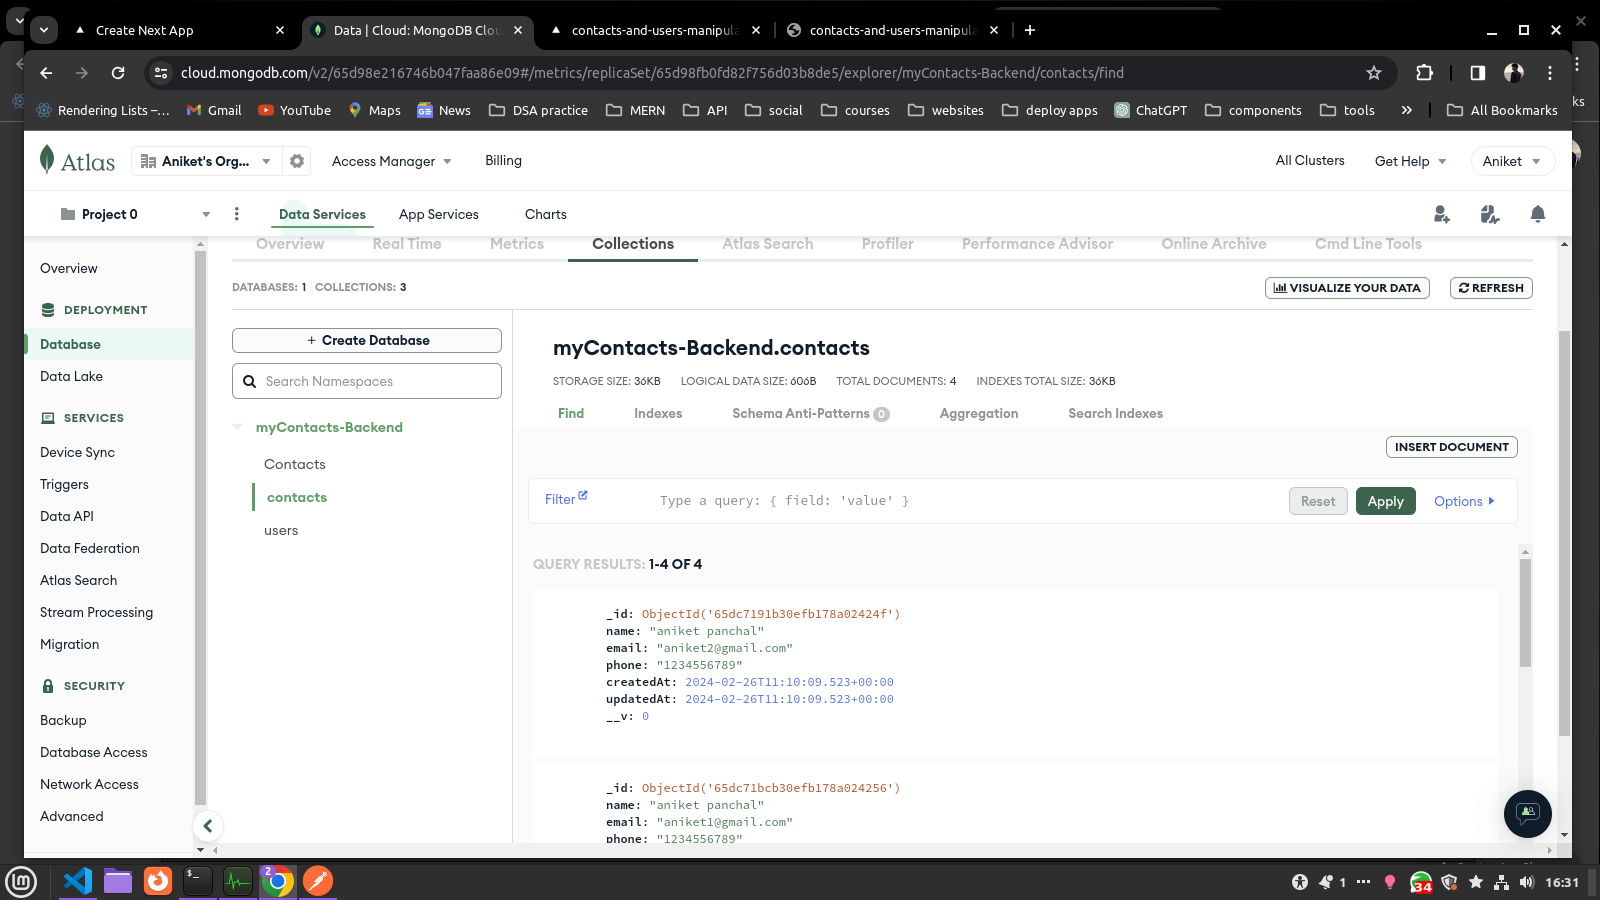 Create Next App
Data | Cloud: MongoDB Clou
contacts-and-users-manipula
contacts-and-users-manipula
cloud.mongodb.com/v2/65d98e216746b047faa86e09#/metrics/replicaSet/65d98fb0fd82f756d03b8de5/explorer/myContacts-Backend/contacts/find
Rendering Lists –... Gmail YouTube Maps News DSA practice MERN API social courses websites deploy apps ChatGPT components tools » All Bookmarks
ks
Atlas Aniket's Org... Access Manager Billing All Clusters Get Help Aniket
Project 0 Data Services App Services Charts
Overview Real Time Metrics Collections Atlas Search Profiler Performance Advisor Online Archive Cmd Line Tools
Overview
DEPLOYMENT
Database
Data Lake
SERVICES
Device Sync
Triggers
Data API
Data Federation
Atlas Search
Stream Processing
Migration
SECURITY
Backup
Database Access
Network Access
Advanced
DATABASES: 1 COLLECTIONS: 3
VISUALIZE YOUR DATA REFRESH
+ Create Database
Search Namespaces
myContacts-Backend
Contacts
contacts
users
myContacts-Backend.contacts
STORAGE SIZE: 36KB LOGICAL DATA SIZE: 606B TOTAL DOCUMENTS: 4 INDEXES TOTAL SIZE: 36KB
Find Indexes Schema Anti-Patterns 0 Aggregation Search Indexes
INSERT DOCUMENT
Filter Type a query: { field: 'value' } Reset Apply Options
QUERY RESULTS: 1-4 OF 4
_id: ObjectId('65dc7191b30efb178a02424f')
name: "aniket panchal"
email: "aniket2@gmail.com"
phone: "1234556789"
createdAt: 2024-02-26T11:10:09.523+00:00
updatedAt: 2024-02-26T11:10:09.523+00:00
__v: 0
_id: ObjectId('65dc71bcb30efb178a024256')
name: "aniket panchal"
email: "aniket1@gmail.com"
phone: "1234556789"
2 1 34 16:31